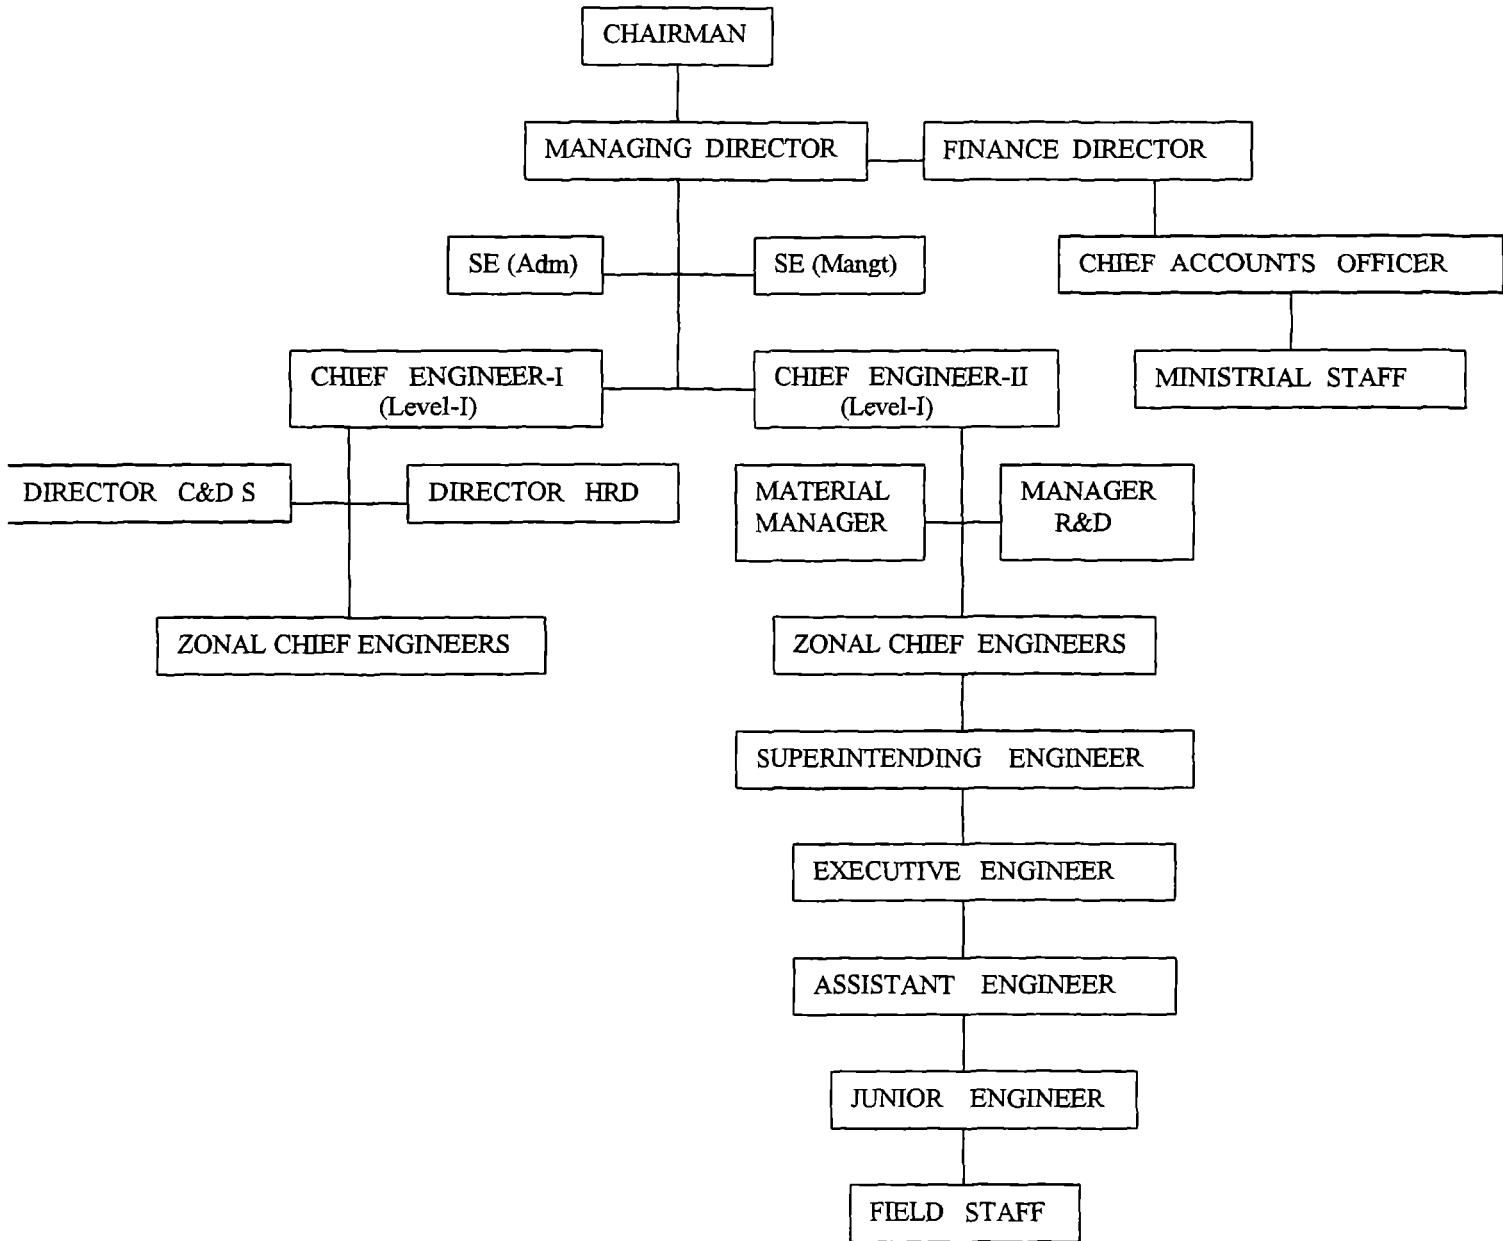 CHAIRMAN
MANAGING DIRECTOR
FINANCE DIRECTOR
SE (Adm)
SE (Mangt)
CHIEF ACCOUNTS OFFICER
CHIEF ENGINEER-I
(Level-I)
CHIEF ENGINEER-II
(Level-I)
MINISTRIAL STAFF
DIRECTOR C&D S
DIRECTOR HRD
MATERIAL
MANAGER
MANAGER
R&D
ZONAL CHIEF ENGINEERS
ZONAL CHIEF ENGINEERS
SUPERINTENDING ENGINEER
EXECUTIVE ENGINEER
ASSISTANT ENGINEER
JUNIOR ENGINEER
FIELD STAFF